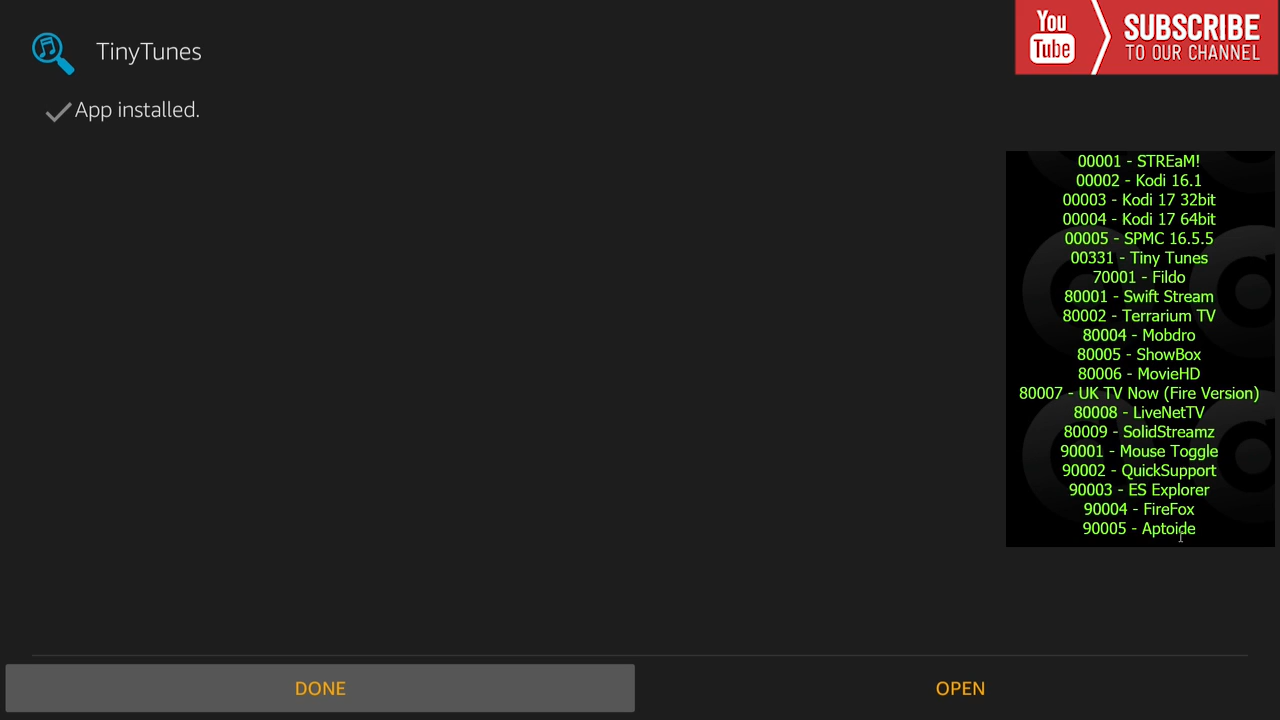 TinyTunes
App installed.
You
Tube
SUBSCRIBE
TO OUR CHANNEL
00001 - STREaM!
00002 - Kodi 16.1
00003 - Kodi 17 32bit
00004 - Kodi 17 64bit
00005 - SPMC 16.5.5
00331 - Tiny Tunes
70001 - Fildo
80001 - Swift Stream
80002 - Terrarium TV
80004 - Mobdro
80005 - ShowBox
80006 - MovieHD
80007 - UK TV Now (Fire Version)
80008 - LiveNetTV
80009 - SolidStreamz
90001 - Mouse Toggle
90002 - QuickSupport
90003 - ES Explorer
90004 - FireFox
90005 - Aptoide
DONE
OPEN